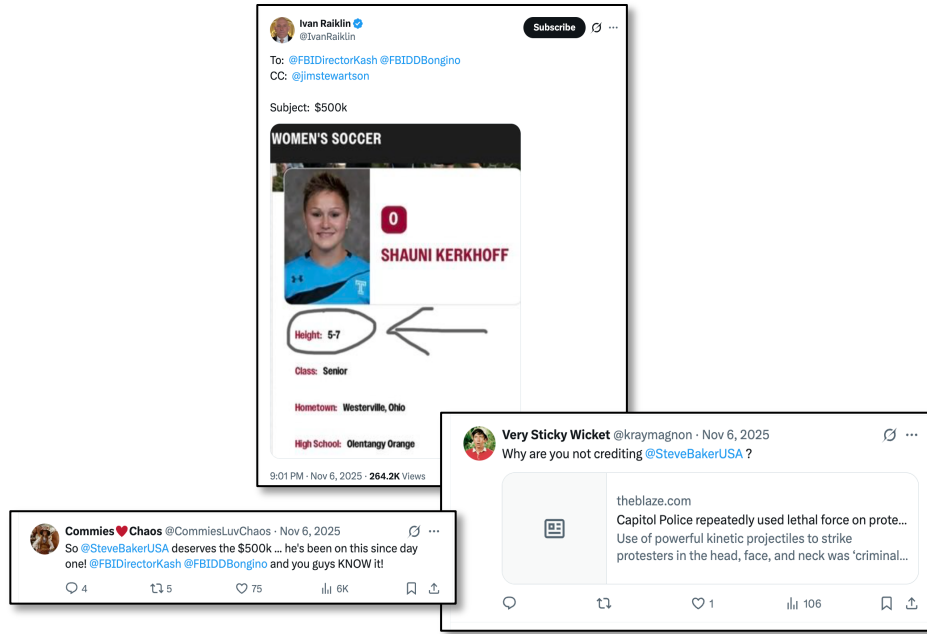 Ivan Raiklin
@IvanRaiklin
Subscribe
To: @FBIDirectorKash @FBIDDBongino
CC: @jimstewartson
Subject: $500k
WOMEN'S SOCCER
0
SHAUNI KERKHOFF
T
Height: 5-7
Class: Senior
Hometown: Westerville, Ohio
High School: Olentangy Orange
9:01 PM · Nov 6, 2025 · 264.2K Views
Very Sticky Wicket @kraymagnon · Nov 6, 2025
Why are you not crediting @SteveBakerUSA ?
theblaze.com
Capitol Police repeatedly used lethal force on prote...
Use of powerful kinetic projectiles to strike
protesters in the head, face, and neck was 'criminal...
1
106
Commies❤️Chaos @CommiesLuvChaos · Nov 6, 2025
So @SteveBakerUSA deserves the $500k ... he's been on this since day
one! @FBIDirectorKash @FBIDDBongino and you guys KNOW it!
4
5
75
6K